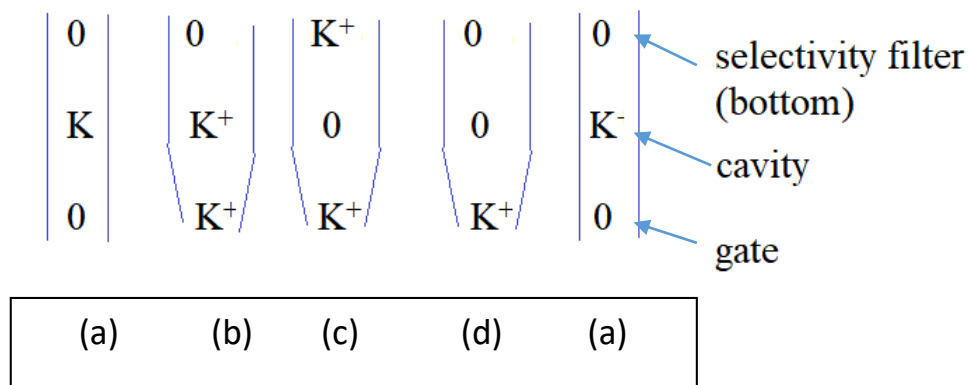 0 0 K⁺ 0 0
selectivity filter
(bottom)
K K⁺ 0 0 K⁻
cavity
0 K⁺ K⁺ K⁺ 0
gate
(a) (b) (c) (d) (a)